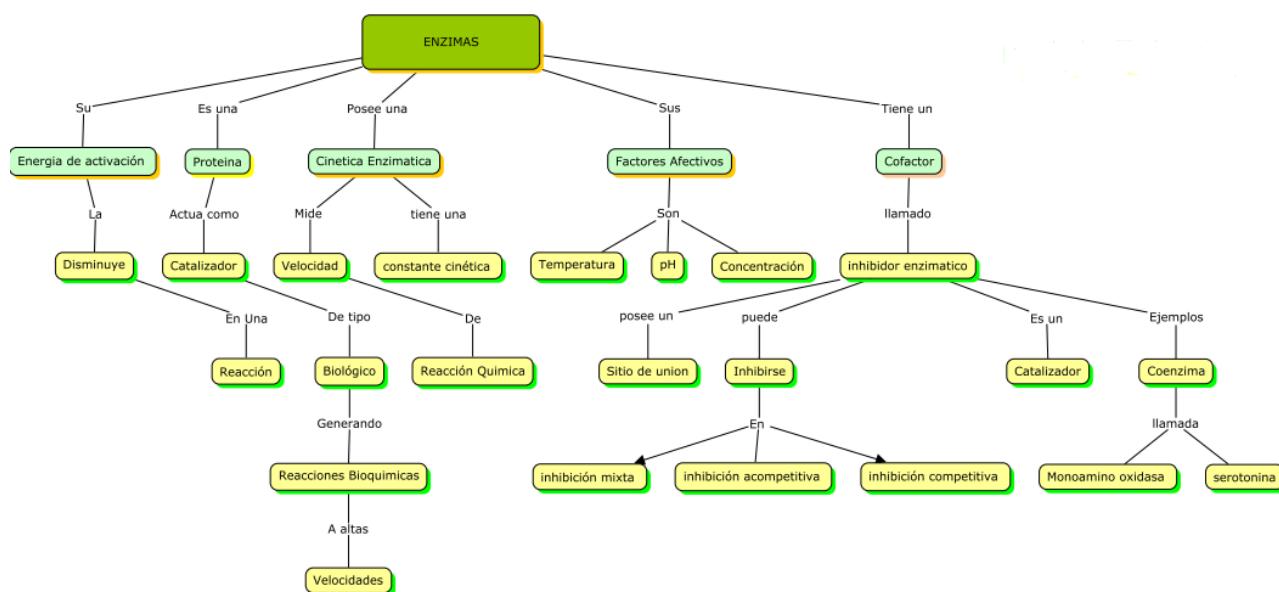 ENZIMAS
Su
Es una
Posee una
Sus
Tiene un
Energia de activación
Proteina
Cinetica Enzimatica
Factores Afectivos
Cofactor
La
Actua como
Mide
tiene una
Son
llamado
Disminuye
Catalizador
Velocidad
constante cinética
Temperatura
pH
Concentración
inhibidor enzimatico
En Una
De tipo
De
posee un
puede
Es un
Ejemplos
Reacción
Biológico
Reacción Quimica
Sitio de union
Inhibirse
Catalizador
Coenzima
Generando
En
llamada
Reacciones Bioquimicas
inhibición mixta
inhibición acompetitiva
inhibición competitiva
Monoamino oxidasa
serotonina
A altas
Velocidades